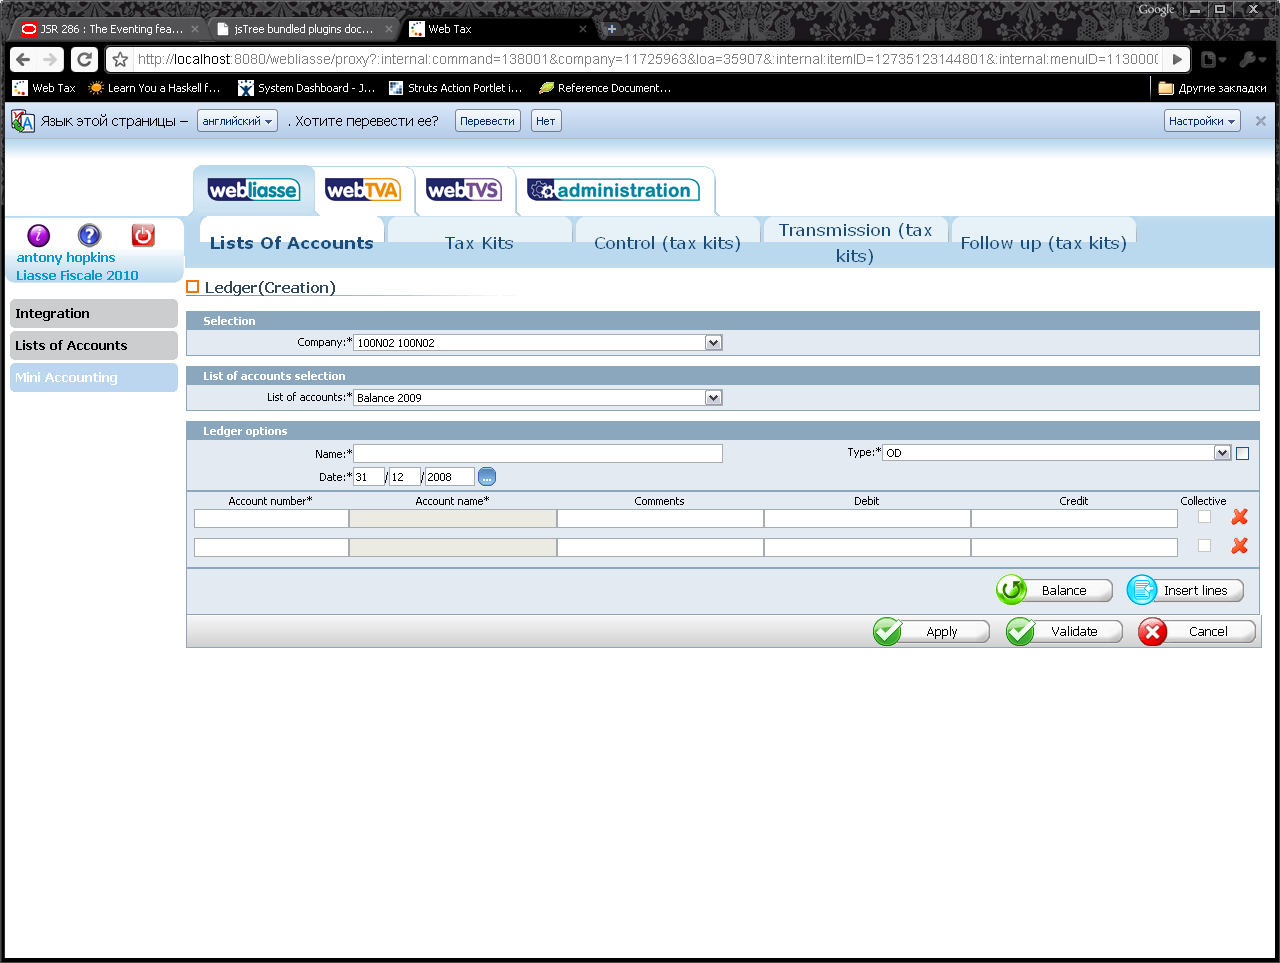 Google
JSR 286 : The Eventing fea...
jsTree bundled plugins doc...
Web Tax
http://localhost:8080/webliasse/proxy?:internal:command=138001&company=11725963&loa=35907&:internal:itemID=12735123144801&:internal:menuID=1130000
Web Tax
Learn You a Haskell f...
System Dashboard - J...
Struts Action Portlet i...
Reference Document...
Другие закладки
Язык этой страницы –
английский
. Хотите перевести ее?
Перевести
Нет
Настройки
webliasse
webTVA
webTVS
administration
antony hopkins
Liasse Fiscale 2010
Lists Of Accounts
Tax Kits
Control (tax kits)
Transmission (tax
kits)
Follow up (tax kits)
Integration
Lists of Accounts
Mini Accounting
Ledger(Creation)
Selection
Company:* 100N02 100N02
List of accounts selection
List of accounts:* Balance 2009
Ledger options
Name:*
Type:* OD
Date:* 31 / 12 / 2008 ...
Account number* Account name* Comments Debit Credit Collective
Balance
Insert lines
Apply
Validate
Cancel